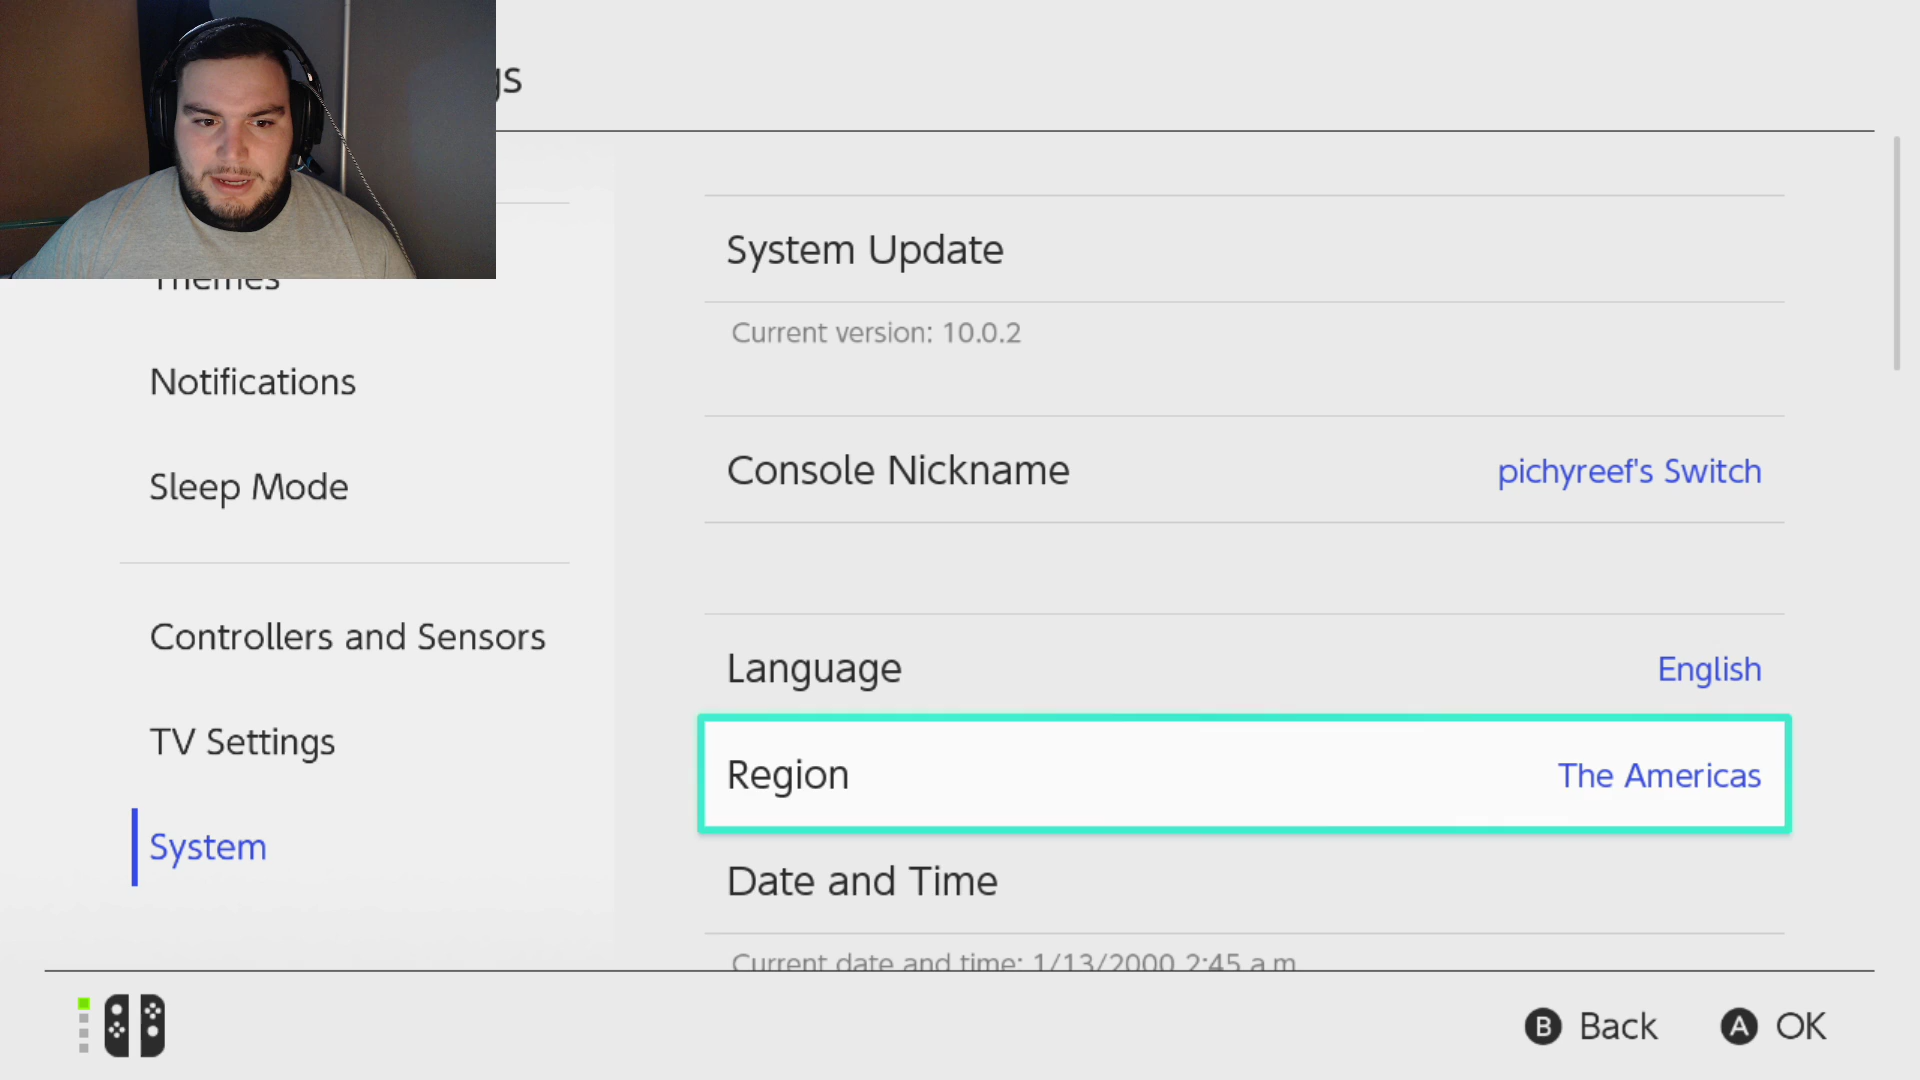 gs
Themes
Notifications
Sleep Mode
Controllers and Sensors
TV Settings
System
System Update
Current version: 10.0.2
Console Nickname pichyreef's Switch
Language English
Region The Americas
Date and Time
Current date and time: 1/13/2000 2:45 a.m
B Back A OK